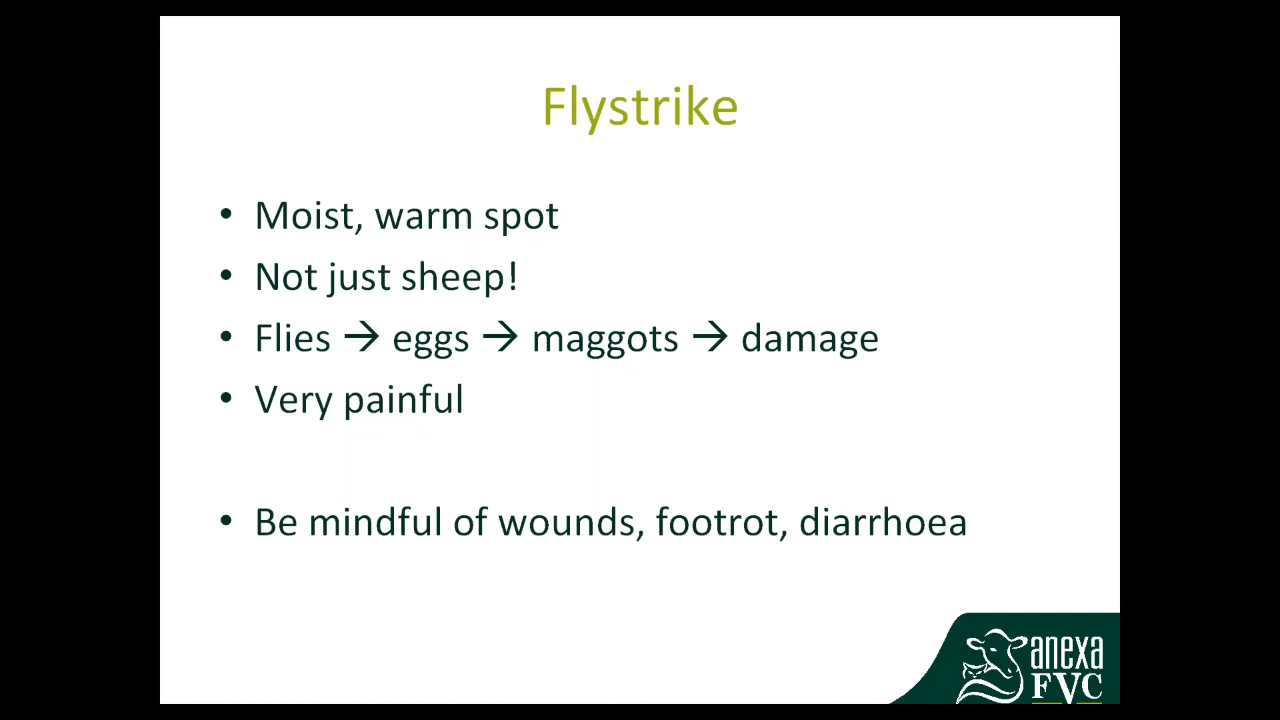 Flystrike
• Moist, warm spot
• Not just sheep!
• Flies → eggs → maggots → damage
• Very painful
• Be mindful of wounds, footrot, diarrhoea
anexa
FVC